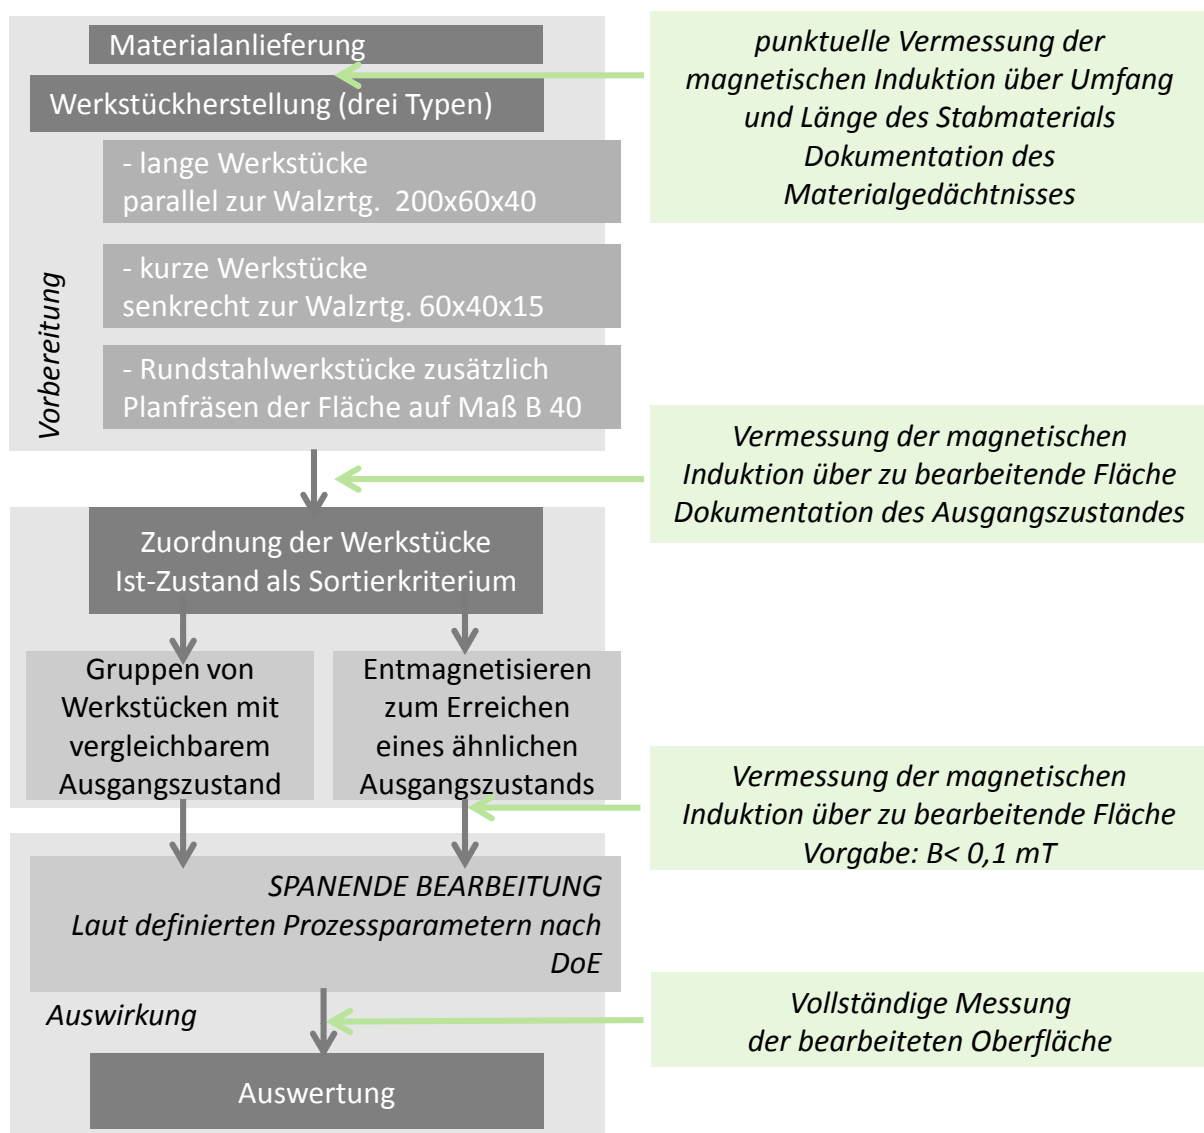 Materialanlieferung
Werkstückherstellung (drei Typen)
- lange Werkstücke
parallel zur Walzrtg. 200x60x40
- kurze Werkstücke
senkrecht zur Walzrtg. 60x40x15
- Rundstahlwerkstücke zusätzlich
Planfräsen der Fläche auf Maß B 40
Vorbereitung
punktuelle Vermessung der
magnetischen Induktion über Umfang
und Länge des Stabmaterials
Dokumentation des
Materialgedächtnisses
Vermessung der magnetischen
Induktion über zu bearbeitende Fläche
Dokumentation des Ausgangszustandes
Zuordnung der Werkstücke
Ist-Zustand als Sortierkriterium
Gruppen von
Werkstücken mit
vergleichbarem
Ausgangszustand
Entmagnetisieren
zum Erreichen
eines ähnlichen
Ausgangszustands
Vermessung der magnetischen
Induktion über zu bearbeitende Fläche
Vorgabe: B< 0,1 mT
SPANENDE BEARBEITUNG
Laut definierten Prozessparametern nach
DoE
Auswirkung
Vollständige Messung
der bearbeiteten Oberfläche
Auswertung